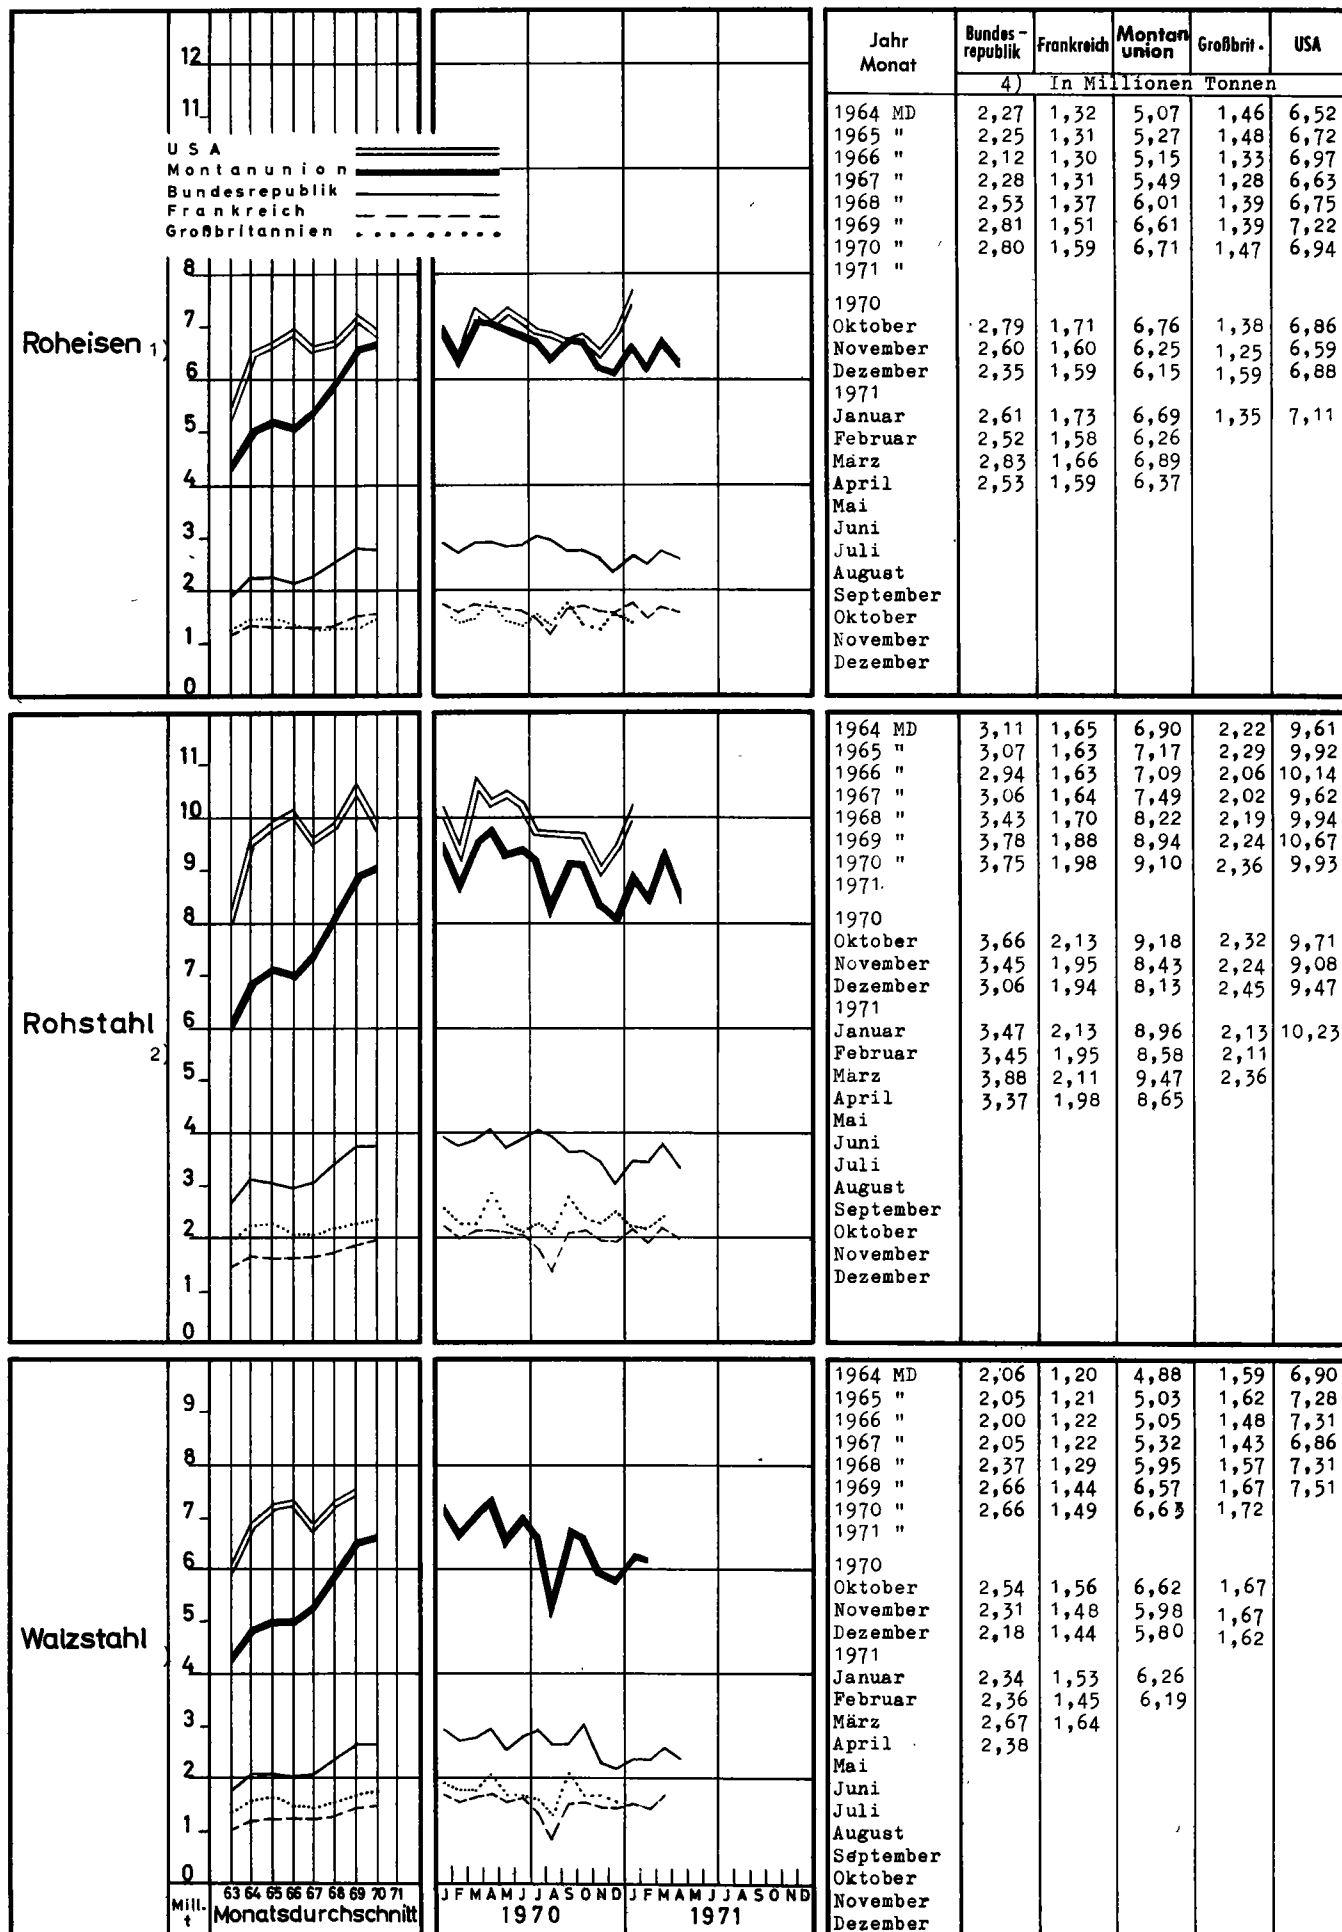 12
11
USA
Montanunion
Bundesrepublik
Frankreich
Großbritannien
8
7
Roheisen 1)
6
5
4
3
2
1
0
Jahr Monat Bundes-republik Frankreich Montan union Großbrit. USA
4) In Millionen Tonnen
1964 MD 2,27 1,32 5,07 1,46 6,52
1965 " 2,25 1,31 5,27 1,48 6,72
1966 " 2,12 1,30 5,15 1,33 6,97
1967 " 2,28 1,31 5,49 1,28 6,63
1968 " 2,53 1,37 6,01 1,39 6,75
1969 " 2,81 1,51 6,61 1,39 7,22
1970 " 2,80 1,59 6,71 1,47 6,94
1971 "
1970
Oktober 2,79 1,71 6,76 1,38 6,86
November 2,60 1,60 6,25 1,25 6,59
Dezember 2,35 1,59 6,15 1,59 6,88
1971
Januar 2,61 1,73 6,69 1,35 7,11
Februar 2,52 1,58 6,26
März 2,83 1,66 6,89
April 2,53 1,59 6,37
Mai
Juni
Juli
August
September
Oktober
November
Dezember
11
10
9
8
7
Rohstahl 2)
6
5
4
3
2
1
0
1964 MD 3,11 1,65 6,90 2,22 9,61
1965 " 3,07 1,63 7,17 2,29 9,92
1966 " 2,94 1,63 7,09 2,06 10,14
1967 " 3,06 1,64 7,49 2,02 9,62
1968 " 3,43 1,70 8,22 2,19 9,94
1969 " 3,78 1,88 8,94 2,24 10,67
1970 " 3,75 1,98 9,10 2,36 9,93
1971.
1970
Oktober 3,66 2,13 9,18 2,32 9,71
November 3,45 1,95 8,43 2,24 9,08
Dezember 3,06 1,94 8,13 2,45 9,47
1971
Januar 3,47 2,13 8,96 2,13 10,23
Februar 3,45 1,95 8,58 2,11
März 3,88 2,11 9,47 2,36
April 3,37 1,98 8,65
Mai
Juni
Juli
August
September
Oktober
November
Dezember
9
8
7
6
5
Walzstahl )
4
3
2
1
0
Mill. t
63 64 65 66 67 68 69 70 71
Monatsdurchschnitt
J F M A M J J A S O N D J F M A M J J A S O N D
1970 1971
1964 MD 2,06 1,20 4,88 1,59 6,90
1965 " 2,05 1,21 5,03 1,62 7,28
1966 " 2,00 1,22 5,05 1,48 7,31
1967 " 2,05 1,22 5,32 1,43 6,86
1968 " 2,37 1,29 5,95 1,57 7,31
1969 " 2,66 1,44 6,57 1,67 7,51
1970 " 2,66 1,49 6,63 1,72
1971 "
1970
Oktober 2,54 1,56 6,62 1,67
November 2,31 1,48 5,98 1,67
Dezember 2,18 1,44 5,80 1,62
1971
Januar 2,34 1,53 6,26
Februar 2,36 1,45 6,19
März 2,67 1,64
April 2,38
Mai
Juni
Juli
August
September
Oktober
November
Dezember